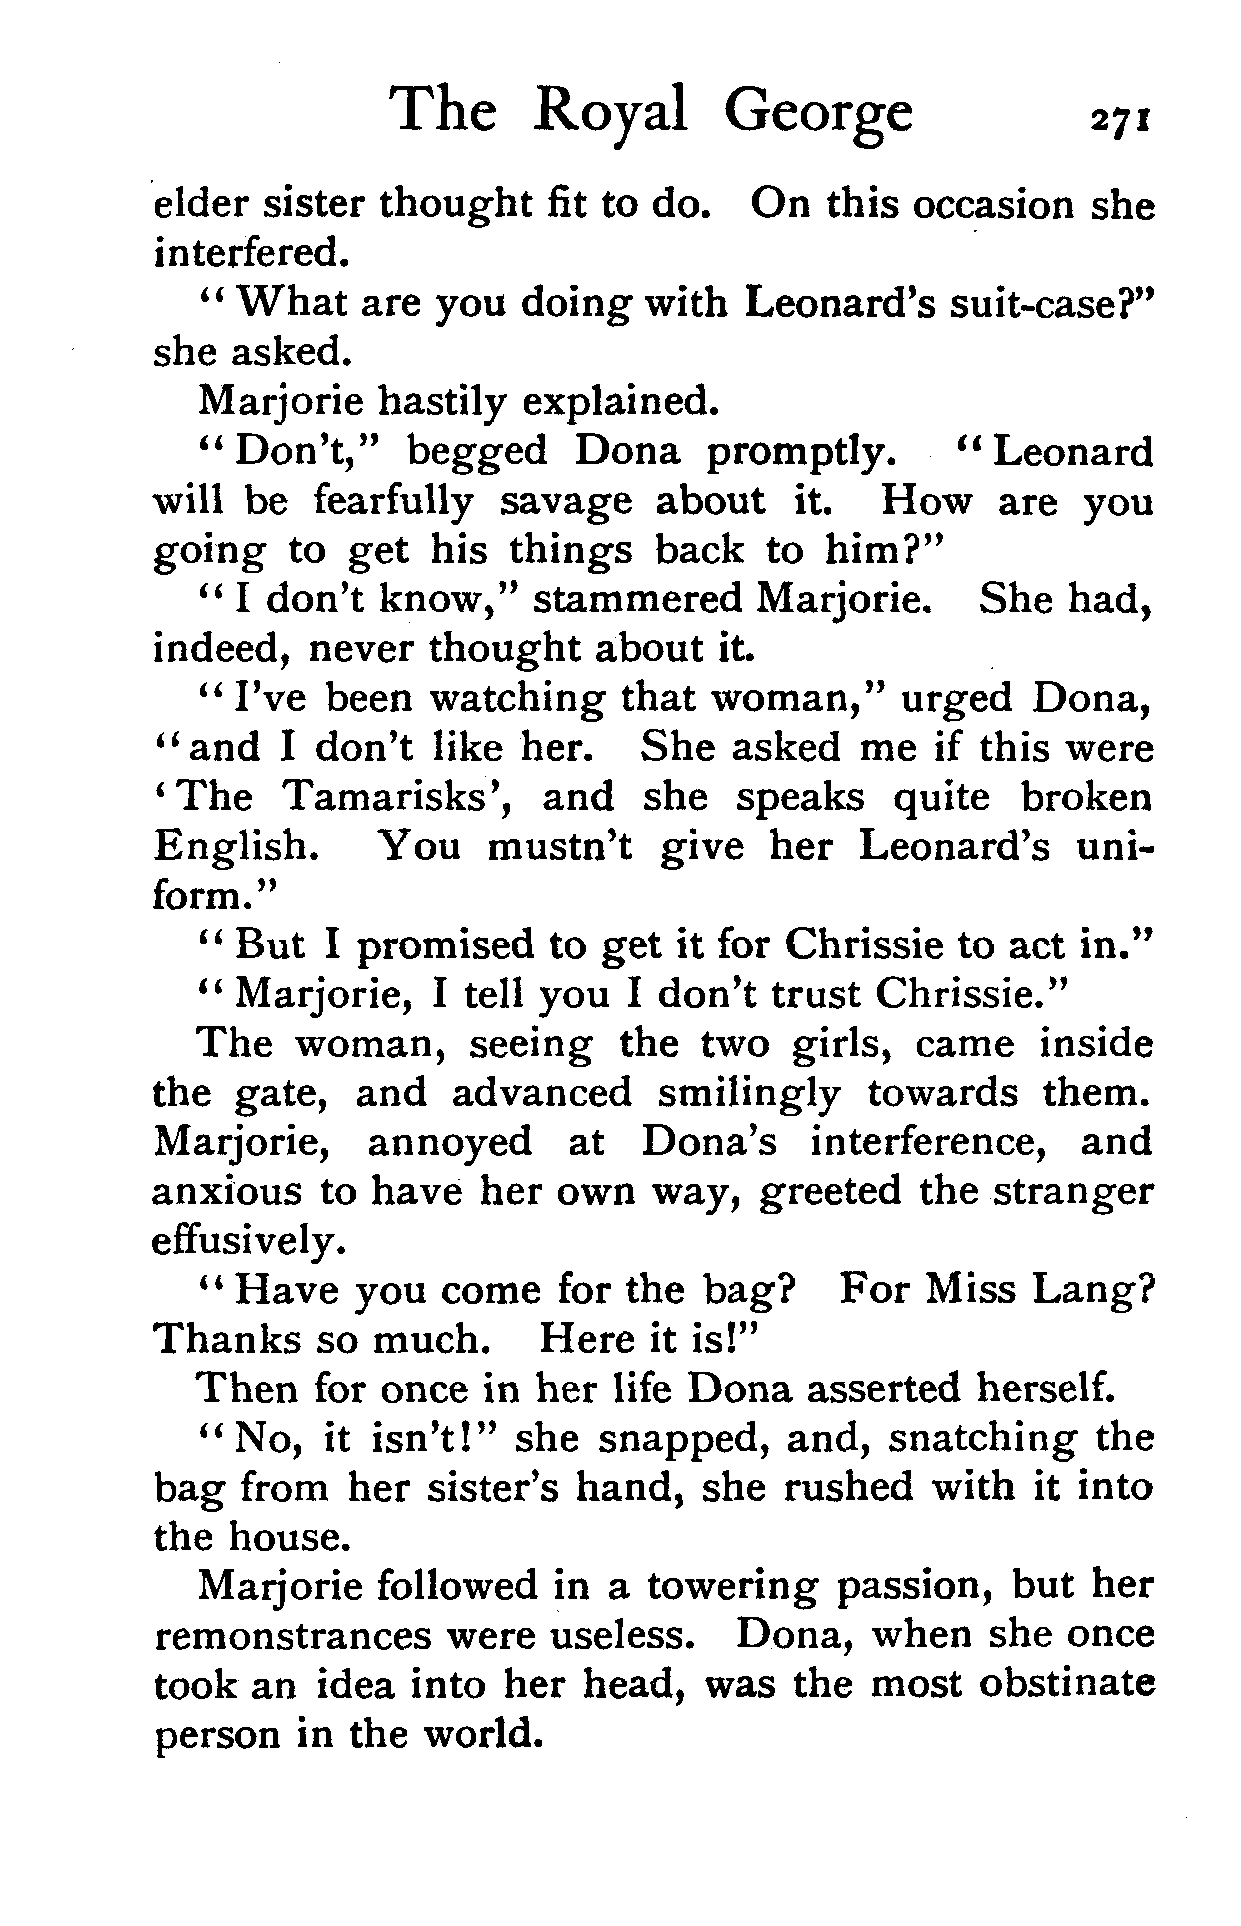 The Royal George 271
elder sister thought fit to do. On this occasion she
interfered.
"What are you doing with Leonard's suit-case?"
she asked.
Marjorie hastily explained.
"Don't," begged Dona promptly. "Leonard
will be fearfully savage about it. How are you
going to get his things back to him?"
"I don't know," stammered Marjorie. She had,
indeed, never thought about it.
"I've been watching that woman," urged Dona,
"and I don't like her. She asked me if this were
'The Tamarisks', and she speaks quite broken
English. You mustn't give her Leonard's uni-
form."
"But I promised to get it for Chrissie to act in."
"Marjorie, I tell you I don't trust Chrissie."
The woman, seeing the two girls, came inside
the gate, and advanced smilingly towards them.
Marjorie, annoyed at Dona's interference, and
anxious to have her own way, greeted the stranger
effusively.
"Have you come for the bag? For Miss Lang?
Thanks so much. Here it is!"
Then for once in her life Dona asserted herself.
"No, it isn't!" she snapped, and, snatching the
bag from her sister's hand, she rushed with it into
the house.
Marjorie followed in a towering passion, but her
remonstrances were useless. Dona, when she once
took an idea into her head, was the most obstinate
person in the world.